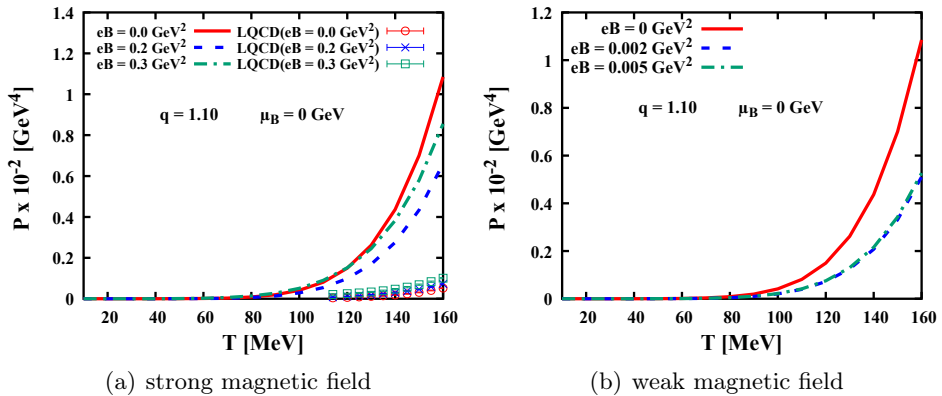 eB = 0.0 GeV²
eB = 0.2 GeV²
eB = 0.3 GeV²
LQCD(eB = 0.0 GeV²)
LQCD(eB = 0.2 GeV²)
LQCD(eB = 0.3 GeV²)
q = 1.10 μ_B = 0 GeV
P x 10⁻² [GeV⁴]
1.4
1.2
1
0.8
0.6
0.4
0.2
0
20 40 60 80 100 120 140 160
T [MeV]
(a) strong magnetic field
eB = 0 GeV²
eB = 0.002 GeV²
eB = 0.005 GeV²
q = 1.10 μ_B = 0 GeV
P x 10⁻² [GeV⁴]
1.2
1
0.8
0.6
0.4
0.2
0
20 40 60 80 100 120 140 160
T [MeV]
(b) weak magnetic field